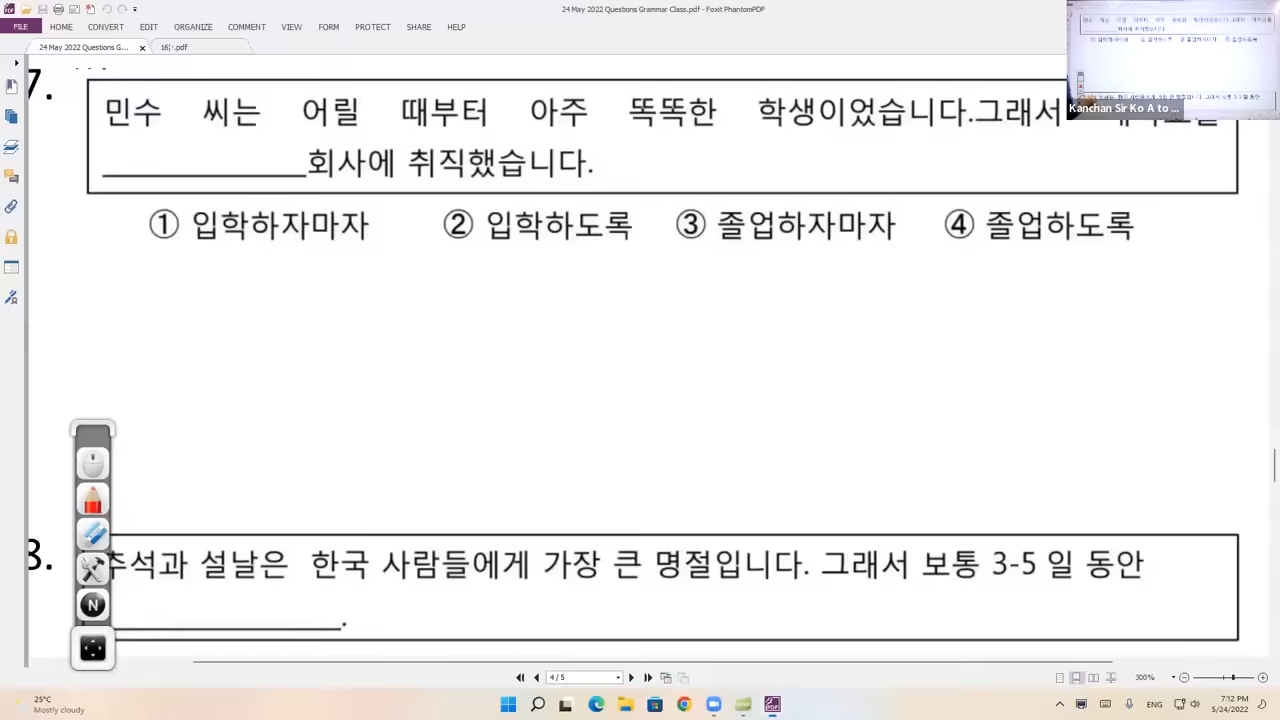 24 May 2022 Questions Grammar Class.pdf - Foxit PhantomPDF
FILE HOME CONVERT EDIT ORGANIZE COMMENT VIEW FORM PROTECT SHARE HELP
24 May 2022 Questions G... 16].pdf
Kanchan Sir Ko A to ...
7.
민수 씨는 어릴 때부터 아주 똑똑한 학생이었습니다.그래서
회사에 취직했습니다.
① 입학하자마자 ② 입학하도록 ③ 졸업하자마자 ④ 졸업하도록
8.
추석과 설날은 한국 사람들에게 가장 큰 명절입니다. 그래서 보통 3-5 일 동안
.
N
4 / 5
300%
25°C
Mostly cloudy
ENG
7:12 PM
5/24/2022